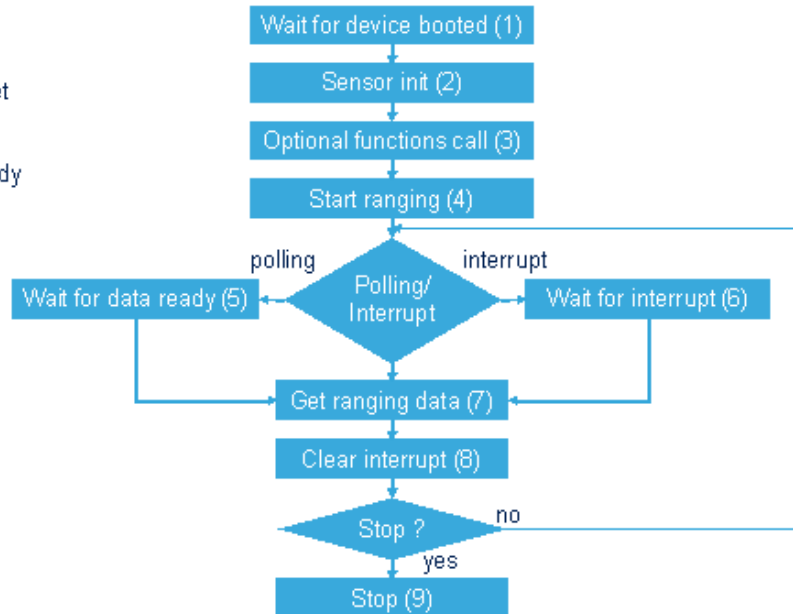 Wait for device booted (1)
Sensor init (2)
Optional functions call (3)
Start ranging (4)
polling
interrupt
Polling/
Interrupt
Wait for data ready (5)
Wait for interrupt (6)
Get ranging data (7)
Clear interrupt (8)
Stop ?
no
yes
Stop (9)